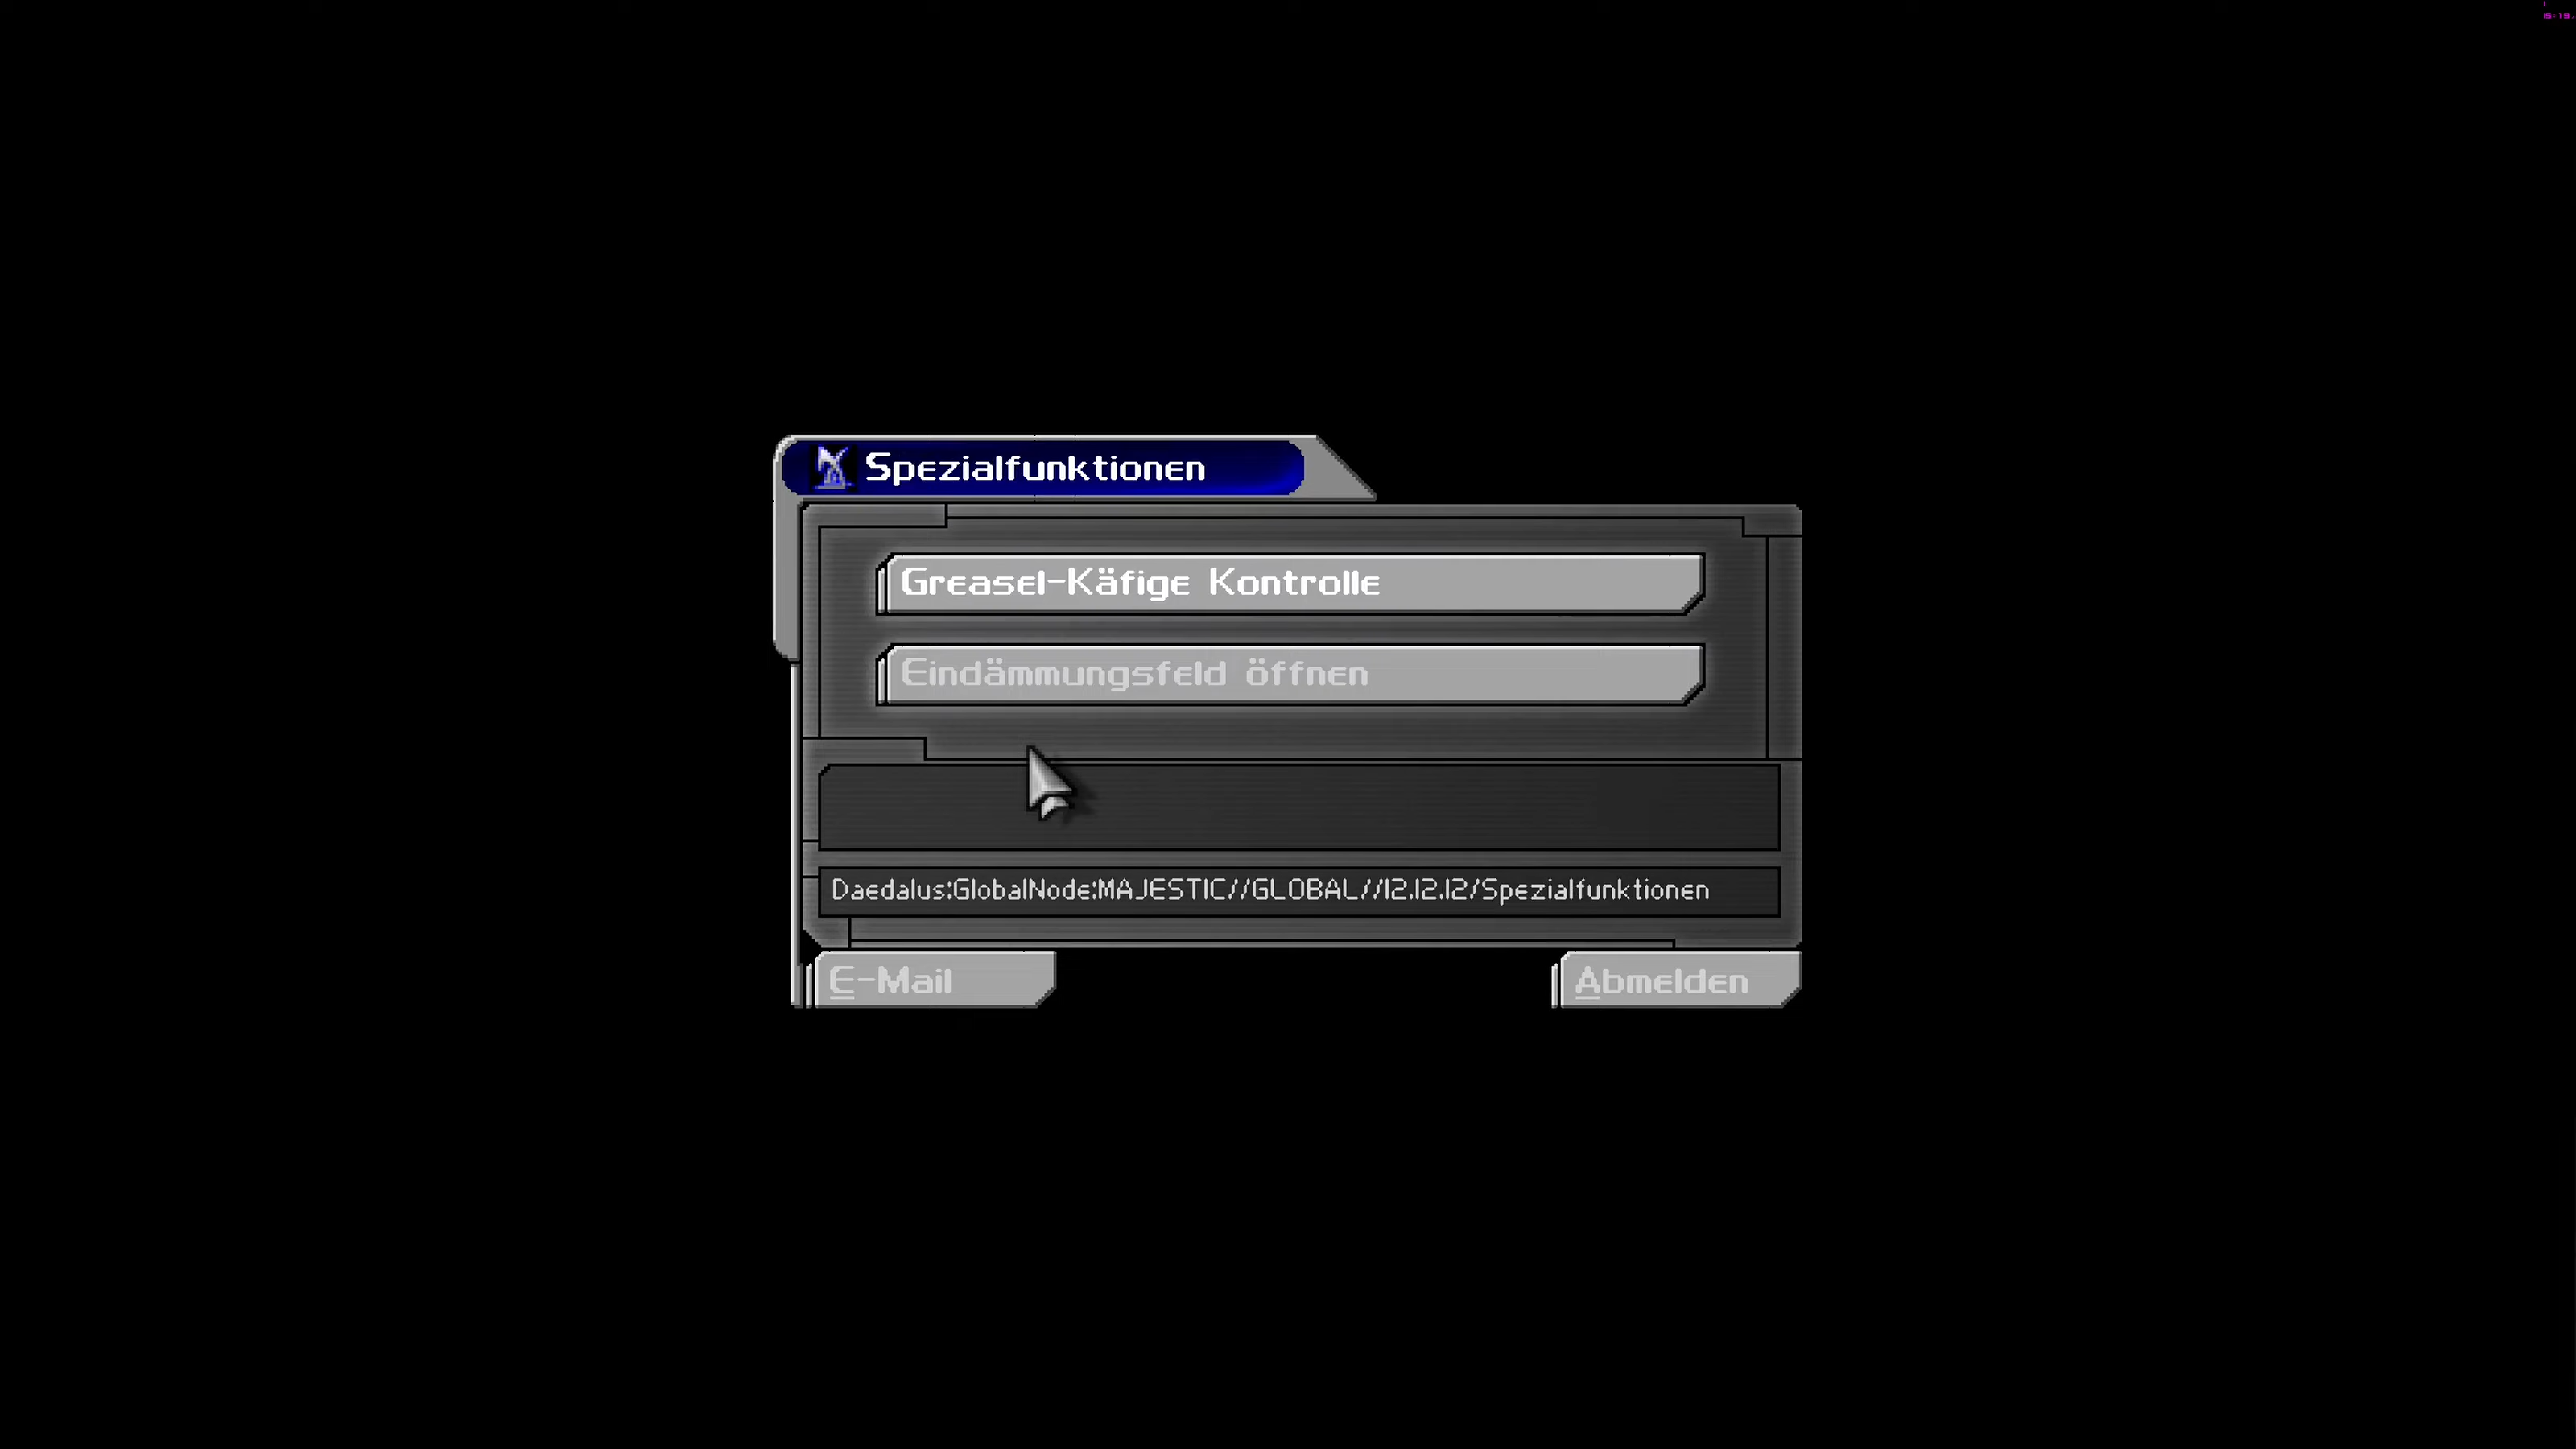 Spezialfunktionen
Greasel-Käfige Kontrolle
Eindämmungsfeld öffnen
Daedalus:GlobalNode:MAJESTIC//GLOBAL//12.12.12/Spezialfunktionen
E-Mail
Abmelden